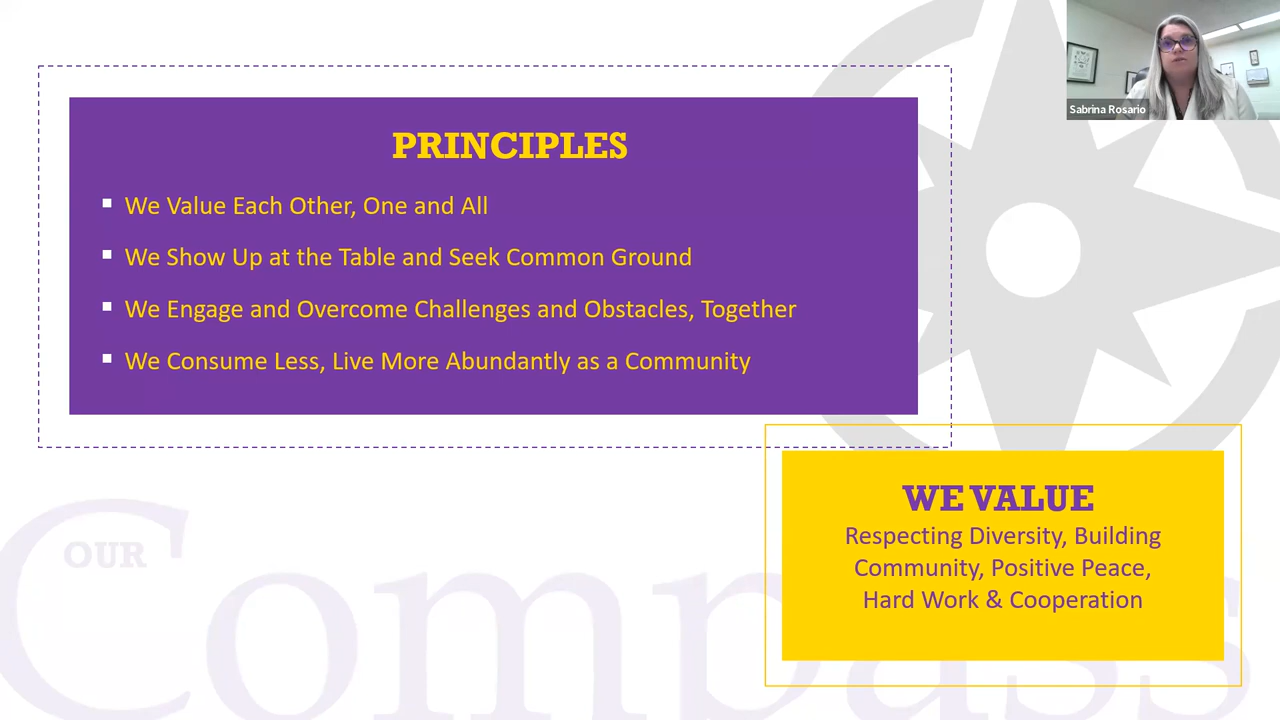 Sabrina Rosario
PRINCIPLES
We Value Each Other, One and All
We Show Up at the Table and Seek Common Ground
We Engage and Overcome Challenges and Obstacles, Together
We Consume Less, Live More Abundantly as a Community
WE VALUE
Respecting Diversity, Building
Community, Positive Peace,
Hard Work & Cooperation
OUR
Compass